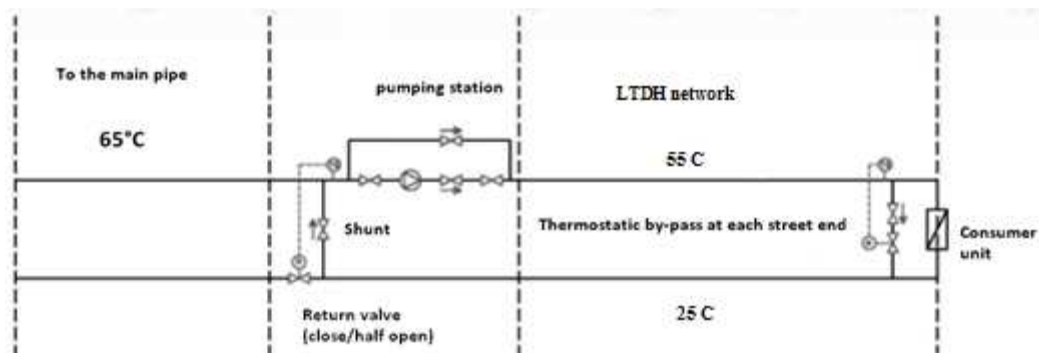 To the main pipe
65°C
pumping station
LTDH network
55 C
Shunt
Thermostatic by-pass at each street end
Consumer
unit
Return valve
(close/half open)
25 C